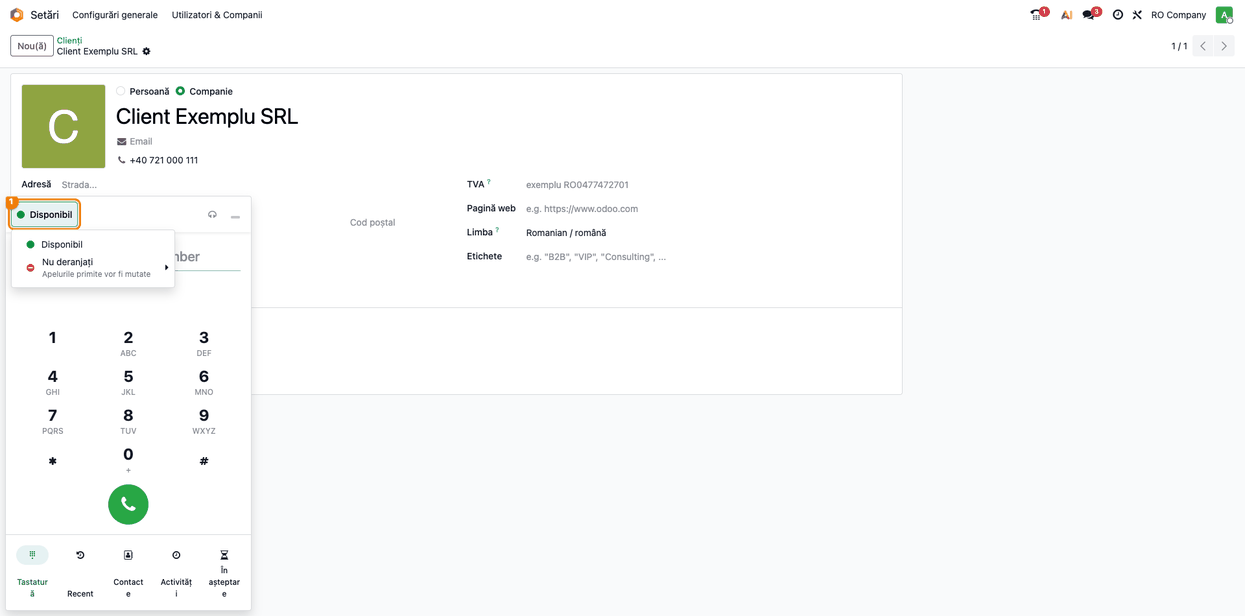 Setări Configurări generale Utilizatori & Companii 1 AI 3 RO Company A
Nou(ă) Clienți
Client Exemplu SRL
1 / 1
C
Persoană Companie
Client Exemplu SRL
Email
+40 721 000 111
Adresă Strada...
Cod poștal
TVA ? exemplu RO0477472701
Pagină web e.g. https://www.odoo.com
Limba ? Romanian / română
Etichete e.g. "B2B", "VIP", "Consulting", ...
1
Disponibil
Disponibil
Nu deranjați
Apelurile primite vor fi mutate
1 2 3
ABC DEF
4 5 6
GHI JKL MNO
7 8 9
PQRS TUV WXYZ
* 0 #
+
Tastatur
ă
Recent
Contact
e
Activităț
i
În
așteptar
e